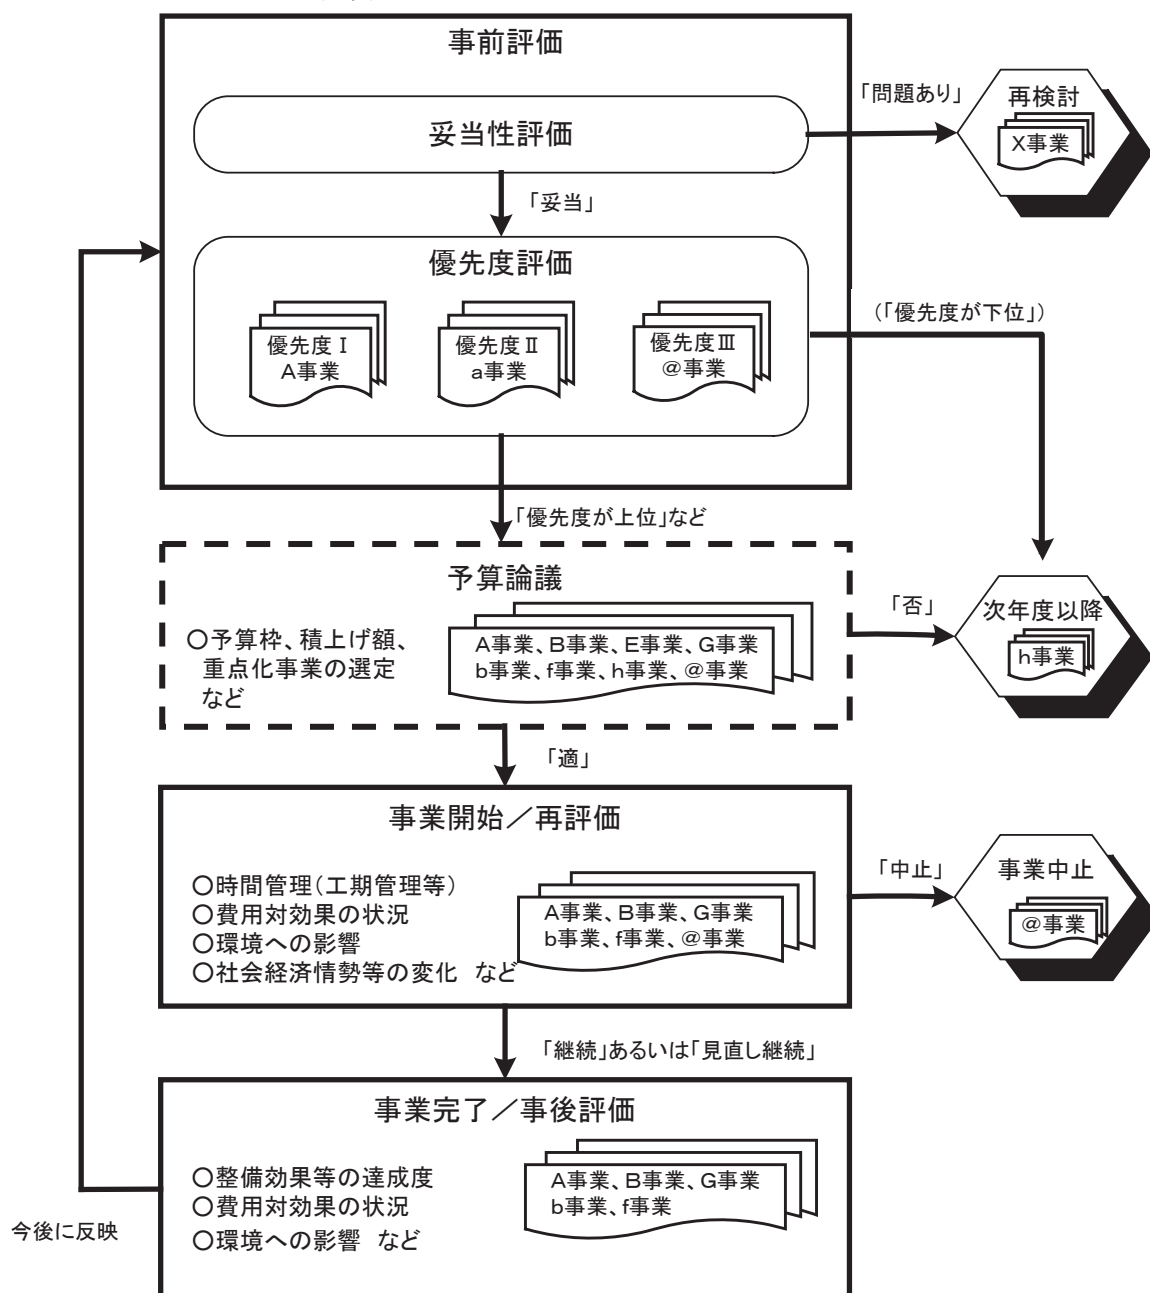 事前評価
妥当性評価
「問題あり」
再検討
X事業
「妥当」
優先度評価
優先度Ⅰ
A事業
優先度Ⅱ
a事業
優先度Ⅲ
@事業
(「優先度が下位」)
「優先度が上位」など
予算論議
○予算枠、積上げ額、
重点化事業の選定
など
A事業、B事業、E事業、G事業
b事業、f事業、h事業、@事業
「否」
次年度以降
h事業
「適」
事業開始／再評価
○時間管理(工期管理等)
○費用対効果の状況
○環境への影響
○社会経済情勢等の変化 など
A事業、B事業、G事業
b事業、f事業、@事業
「中止」
事業中止
@事業
「継続」あるいは「見直し継続」
事業完了／事後評価
○整備効果等の達成度
○費用対効果の状況
○環境への影響 など
A事業、B事業、G事業
b事業、f事業
今後に反映